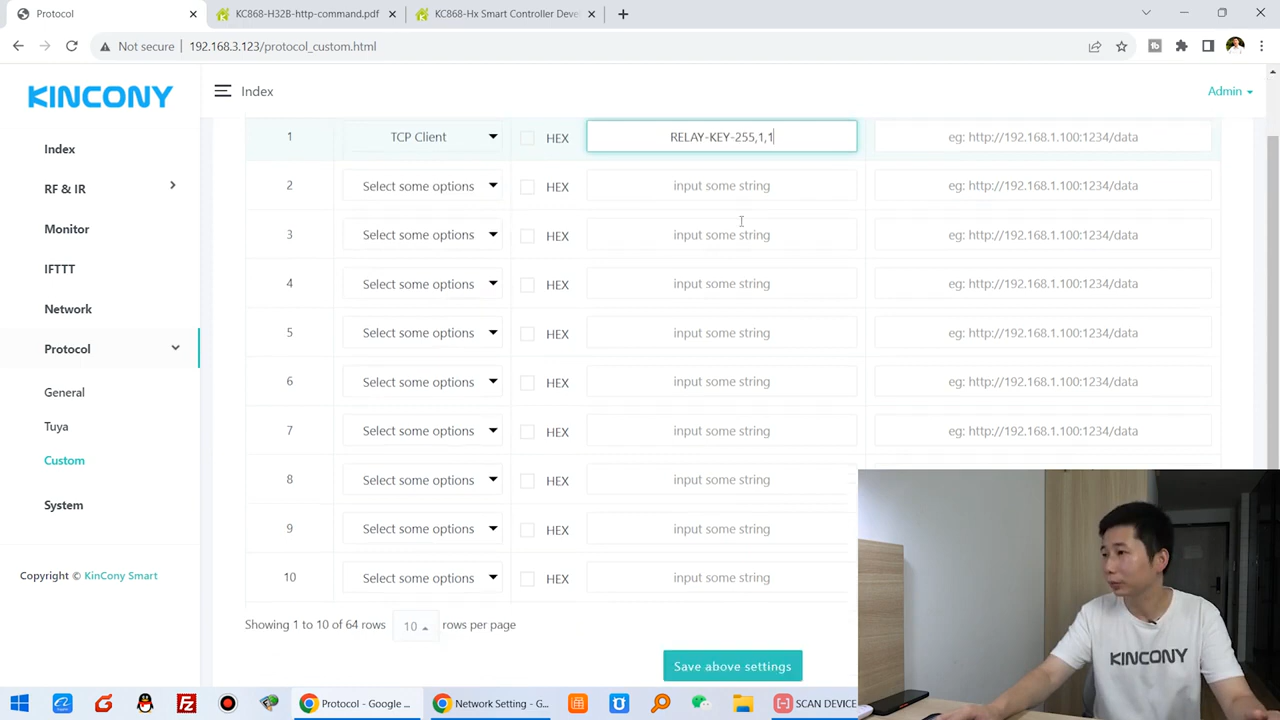 Protocol
KC868-H32B-http-command.pdf
KC868-Hx Smart Controller Deve
Not secure
192.168.3.123/protocol_custom.html
KINCONY
Index
Admin
Index
RF & IR
Monitor
IFTTT
Network
Protocol
General
Tuya
Custom
System
Copyright © KinCony Smart
1 TCP Client HEX RELAY-KEY-255,1,1 eg: http://192.168.1.100:1234/data
2 Select some options HEX input some string eg: http://192.168.1.100:1234/data
3 Select some options HEX input some string eg: http://192.168.1.100:1234/data
4 Select some options HEX input some string eg: http://192.168.1.100:1234/data
5 Select some options HEX input some string eg: http://192.168.1.100:1234/data
6 Select some options HEX input some string eg: http://192.168.1.100:1234/data
7 Select some options HEX input some string eg: http://192.168.1.100:1234/data
8 Select some options HEX input some string
9 Select some options HEX input some string
10 Select some options HEX input some string
Showing 1 to 10 of 64 rows 10 rows per page
Save above settings
KINCONY
Protocol - Google ...
Network Setting - G...
SCAN DEVICE